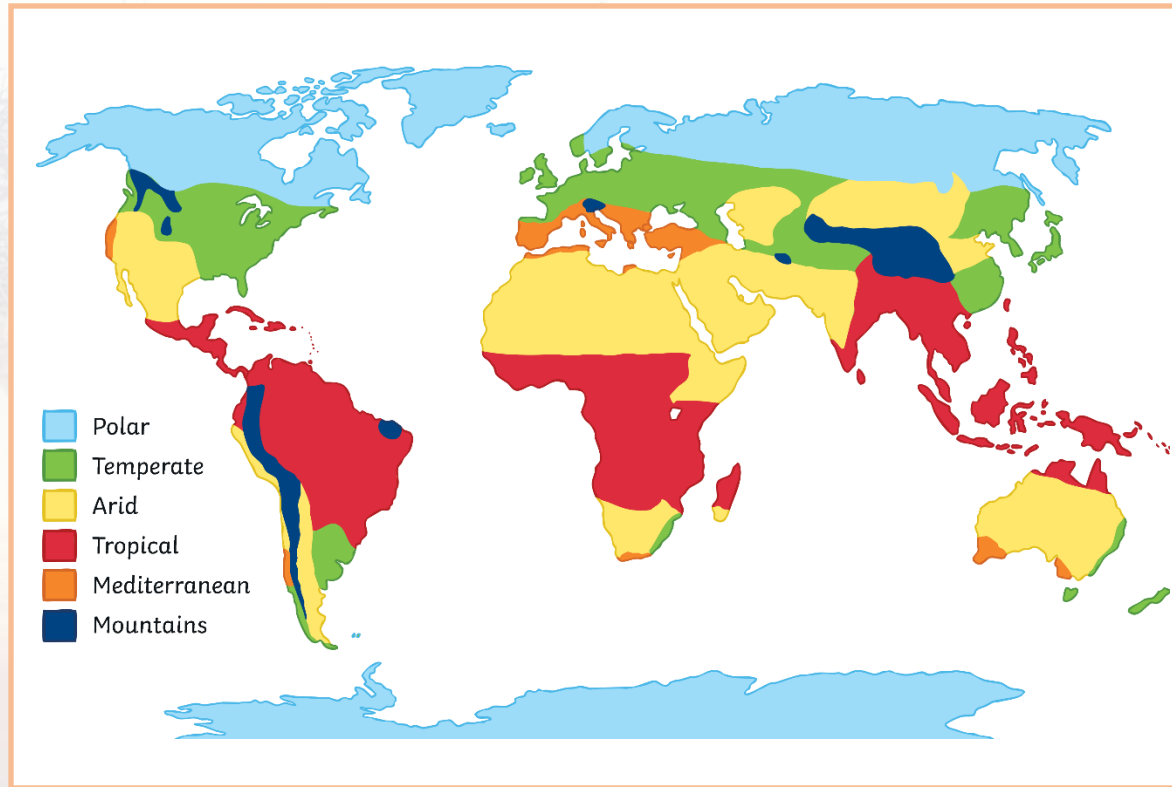 Polar
Temperate
Arid
Tropical
Mediterranean
Mountains